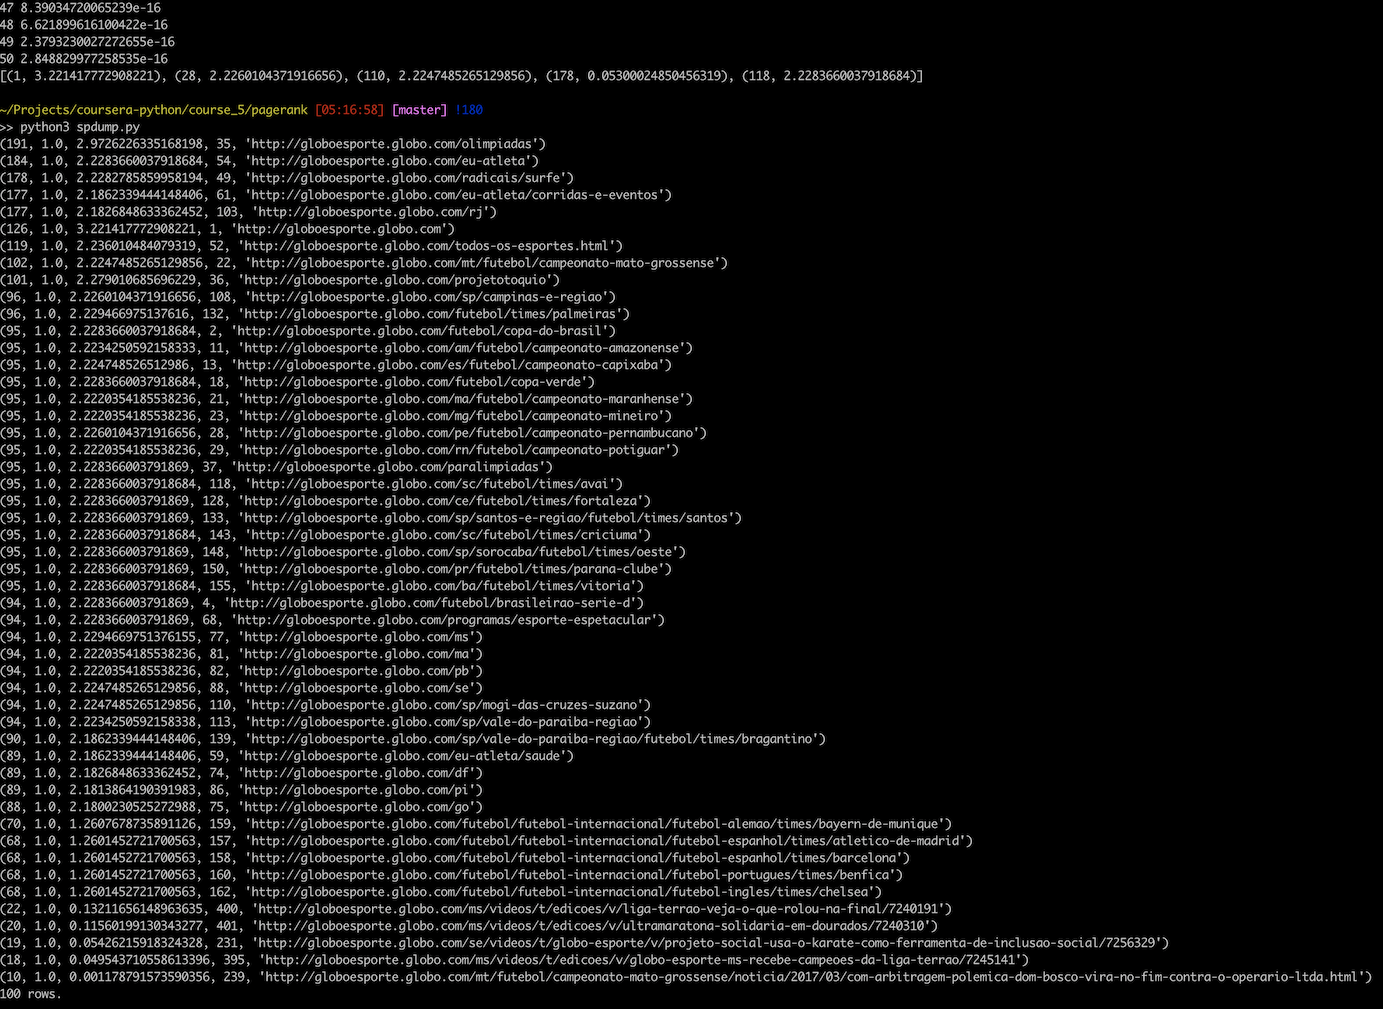 47 8.39034720065239e-16
48 6.621899616100422e-16
49 2.3793230027272655e-16
50 2.848829977258535e-16
[(1, 3.221417772908221), (28, 2.2260104371916656), (110, 2.2247485265129856), (178, 0.05300024850456319), (118, 2.2283660037918684)]
~/Projects/coursera-python/course_5/pagerank [05:16:58] [master] !180
>> python3 spdump.py
(191, 1.0, 2.9726226335168198, 35, 'http://globoesporte.globo.com/olimpiadas')
(184, 1.0, 2.2283660037918684, 54, 'http://globoesporte.globo.com/eu-atleta')
(178, 1.0, 2.2282785859958194, 49, 'http://globoesporte.globo.com/radicais/surfe')
(177, 1.0, 2.1862339444148406, 61, 'http://globoesporte.globo.com/eu-atleta/corridas-e-eventos')
(177, 1.0, 2.1826848633362452, 103, 'http://globoesporte.globo.com/rj')
(126, 1.0, 3.221417772908221, 1, 'http://globoesporte.globo.com')
(119, 1.0, 2.236010484079319, 52, 'http://globoesporte.globo.com/todos-os-esportes.html')
(102, 1.0, 2.2247485265129856, 22, 'http://globoesporte.globo.com/mt/futebol/campeonato-mato-grossense')
(101, 1.0, 2.279010685696229, 36, 'http://globoesporte.globo.com/projetotoquio')
(96, 1.0, 2.2260104371916656, 108, 'http://globoesporte.globo.com/sp/campinas-e-regiao')
(96, 1.0, 2.229466975137616, 132, 'http://globoesporte.globo.com/futebol/times/palmeiras')
(95, 1.0, 2.2283660037918684, 2, 'http://globoesporte.globo.com/futebol/copa-do-brasil')
(95, 1.0, 2.2234250592158333, 11, 'http://globoesporte.globo.com/am/futebol/campeonato-amazonense')
(95, 1.0, 2.224748526512986, 13, 'http://globoesporte.globo.com/es/futebol/campeonato-capixaba')
(95, 1.0, 2.2283660037918684, 18, 'http://globoesporte.globo.com/futebol/copa-verde')
(95, 1.0, 2.2220354185538236, 21, 'http://globoesporte.globo.com/ma/futebol/campeonato-maranhense')
(95, 1.0, 2.2220354185538236, 23, 'http://globoesporte.globo.com/mg/futebol/campeonato-mineiro')
(95, 1.0, 2.2260104371916656, 28, 'http://globoesporte.globo.com/pe/futebol/campeonato-pernambucano')
(95, 1.0, 2.2220354185538236, 29, 'http://globoesporte.globo.com/rn/futebol/campeonato-potiguar')
(95, 1.0, 2.228366003791869, 37, 'http://globoesporte.globo.com/paralimpiadas')
(95, 1.0, 2.2283660037918684, 118, 'http://globoesporte.globo.com/sc/futebol/times/avai')
(95, 1.0, 2.228366003791869, 128, 'http://globoesporte.globo.com/ce/futebol/times/fortaleza')
(95, 1.0, 2.228366003791869, 133, 'http://globoesporte.globo.com/sp/santos-e-regiao/futebol/times/santos')
(95, 1.0, 2.2283660037918684, 143, 'http://globoesporte.globo.com/sc/futebol/times/criciuma')
(95, 1.0, 2.228366003791869, 148, 'http://globoesporte.globo.com/sp/sorocaba/futebol/times/oeste')
(95, 1.0, 2.228366003791869, 150, 'http://globoesporte.globo.com/pr/futebol/times/parana-clube')
(95, 1.0, 2.2283660037918684, 155, 'http://globoesporte.globo.com/ba/futebol/times/vitoria')
(94, 1.0, 2.228366003791869, 4, 'http://globoesporte.globo.com/futebol/brasileirao-serie-d')
(94, 1.0, 2.228366003791869, 68, 'http://globoesporte.globo.com/programas/esporte-espetacular')
(94, 1.0, 2.2294669751376155, 77, 'http://globoesporte.globo.com/ms')
(94, 1.0, 2.2220354185538236, 81, 'http://globoesporte.globo.com/ma')
(94, 1.0, 2.2220354185538236, 82, 'http://globoesporte.globo.com/pb')
(94, 1.0, 2.2247485265129856, 88, 'http://globoesporte.globo.com/se')
(94, 1.0, 2.2247485265129856, 110, 'http://globoesporte.globo.com/sp/mogi-das-cruzes-suzano')
(94, 1.0, 2.2234250592158338, 113, 'http://globoesporte.globo.com/sp/vale-do-paraiba-regiao')
(90, 1.0, 2.1862339444148406, 139, 'http://globoesporte.globo.com/sp/vale-do-paraiba-regiao/futebol/times/bragantino')
(89, 1.0, 2.1862339444148406, 59, 'http://globoesporte.globo.com/eu-atleta/saude')
(89, 1.0, 2.1826848633362452, 74, 'http://globoesporte.globo.com/df')
(89, 1.0, 2.1813864190391983, 86, 'http://globoesporte.globo.com/pi')
(88, 1.0, 2.1800230525272988, 75, 'http://globoesporte.globo.com/go')
(70, 1.0, 1.2607678735891126, 159, 'http://globoesporte.globo.com/futebol/futebol-internacional/futebol-alemao/times/bayern-de-munique')
(68, 1.0, 1.2601452721700563, 157, 'http://globoesporte.globo.com/futebol/futebol-internacional/futebol-espanhol/times/atletico-de-madrid')
(68, 1.0, 1.2601452721700563, 158, 'http://globoesporte.globo.com/futebol/futebol-internacional/futebol-espanhol/times/barcelona')
(68, 1.0, 1.2601452721700563, 160, 'http://globoesporte.globo.com/futebol/futebol-internacional/futebol-portugues/times/benfica')
(68, 1.0, 1.2601452721700563, 162, 'http://globoesporte.globo.com/futebol/futebol-internacional/futebol-ingles/times/chelsea')
(22, 1.0, 0.13211656148963635, 400, 'http://globoesporte.globo.com/ms/videos/t/edicoes/v/liga-terrao-veja-o-que-rolou-na-final/7240191')
(20, 1.0, 0.11560199130343277, 401, 'http://globoesporte.globo.com/ms/videos/t/edicoes/v/ultramaratona-solidaria-em-dourados/7240310')
(19, 1.0, 0.05426215918324328, 231, 'http://globoesporte.globo.com/se/videos/t/globo-esporte/v/projeto-social-usa-o-karate-como-ferramenta-de-inclusao-social/7256329')
(18, 1.0, 0.049543710558613396, 395, 'http://globoesporte.globo.com/ms/videos/t/edicoes/v/globo-esporte-ms-recebe-campeoes-da-liga-terrao/7245141')
(10, 1.0, 0.001178791573590356, 239, 'http://globoesporte.globo.com/mt/futebol/campeonato-mato-grossense/noticia/2017/03/com-arbitragem-polemica-dom-bosco-vira-no-fim-contra-o-operario-ltda.html')
100 rows.